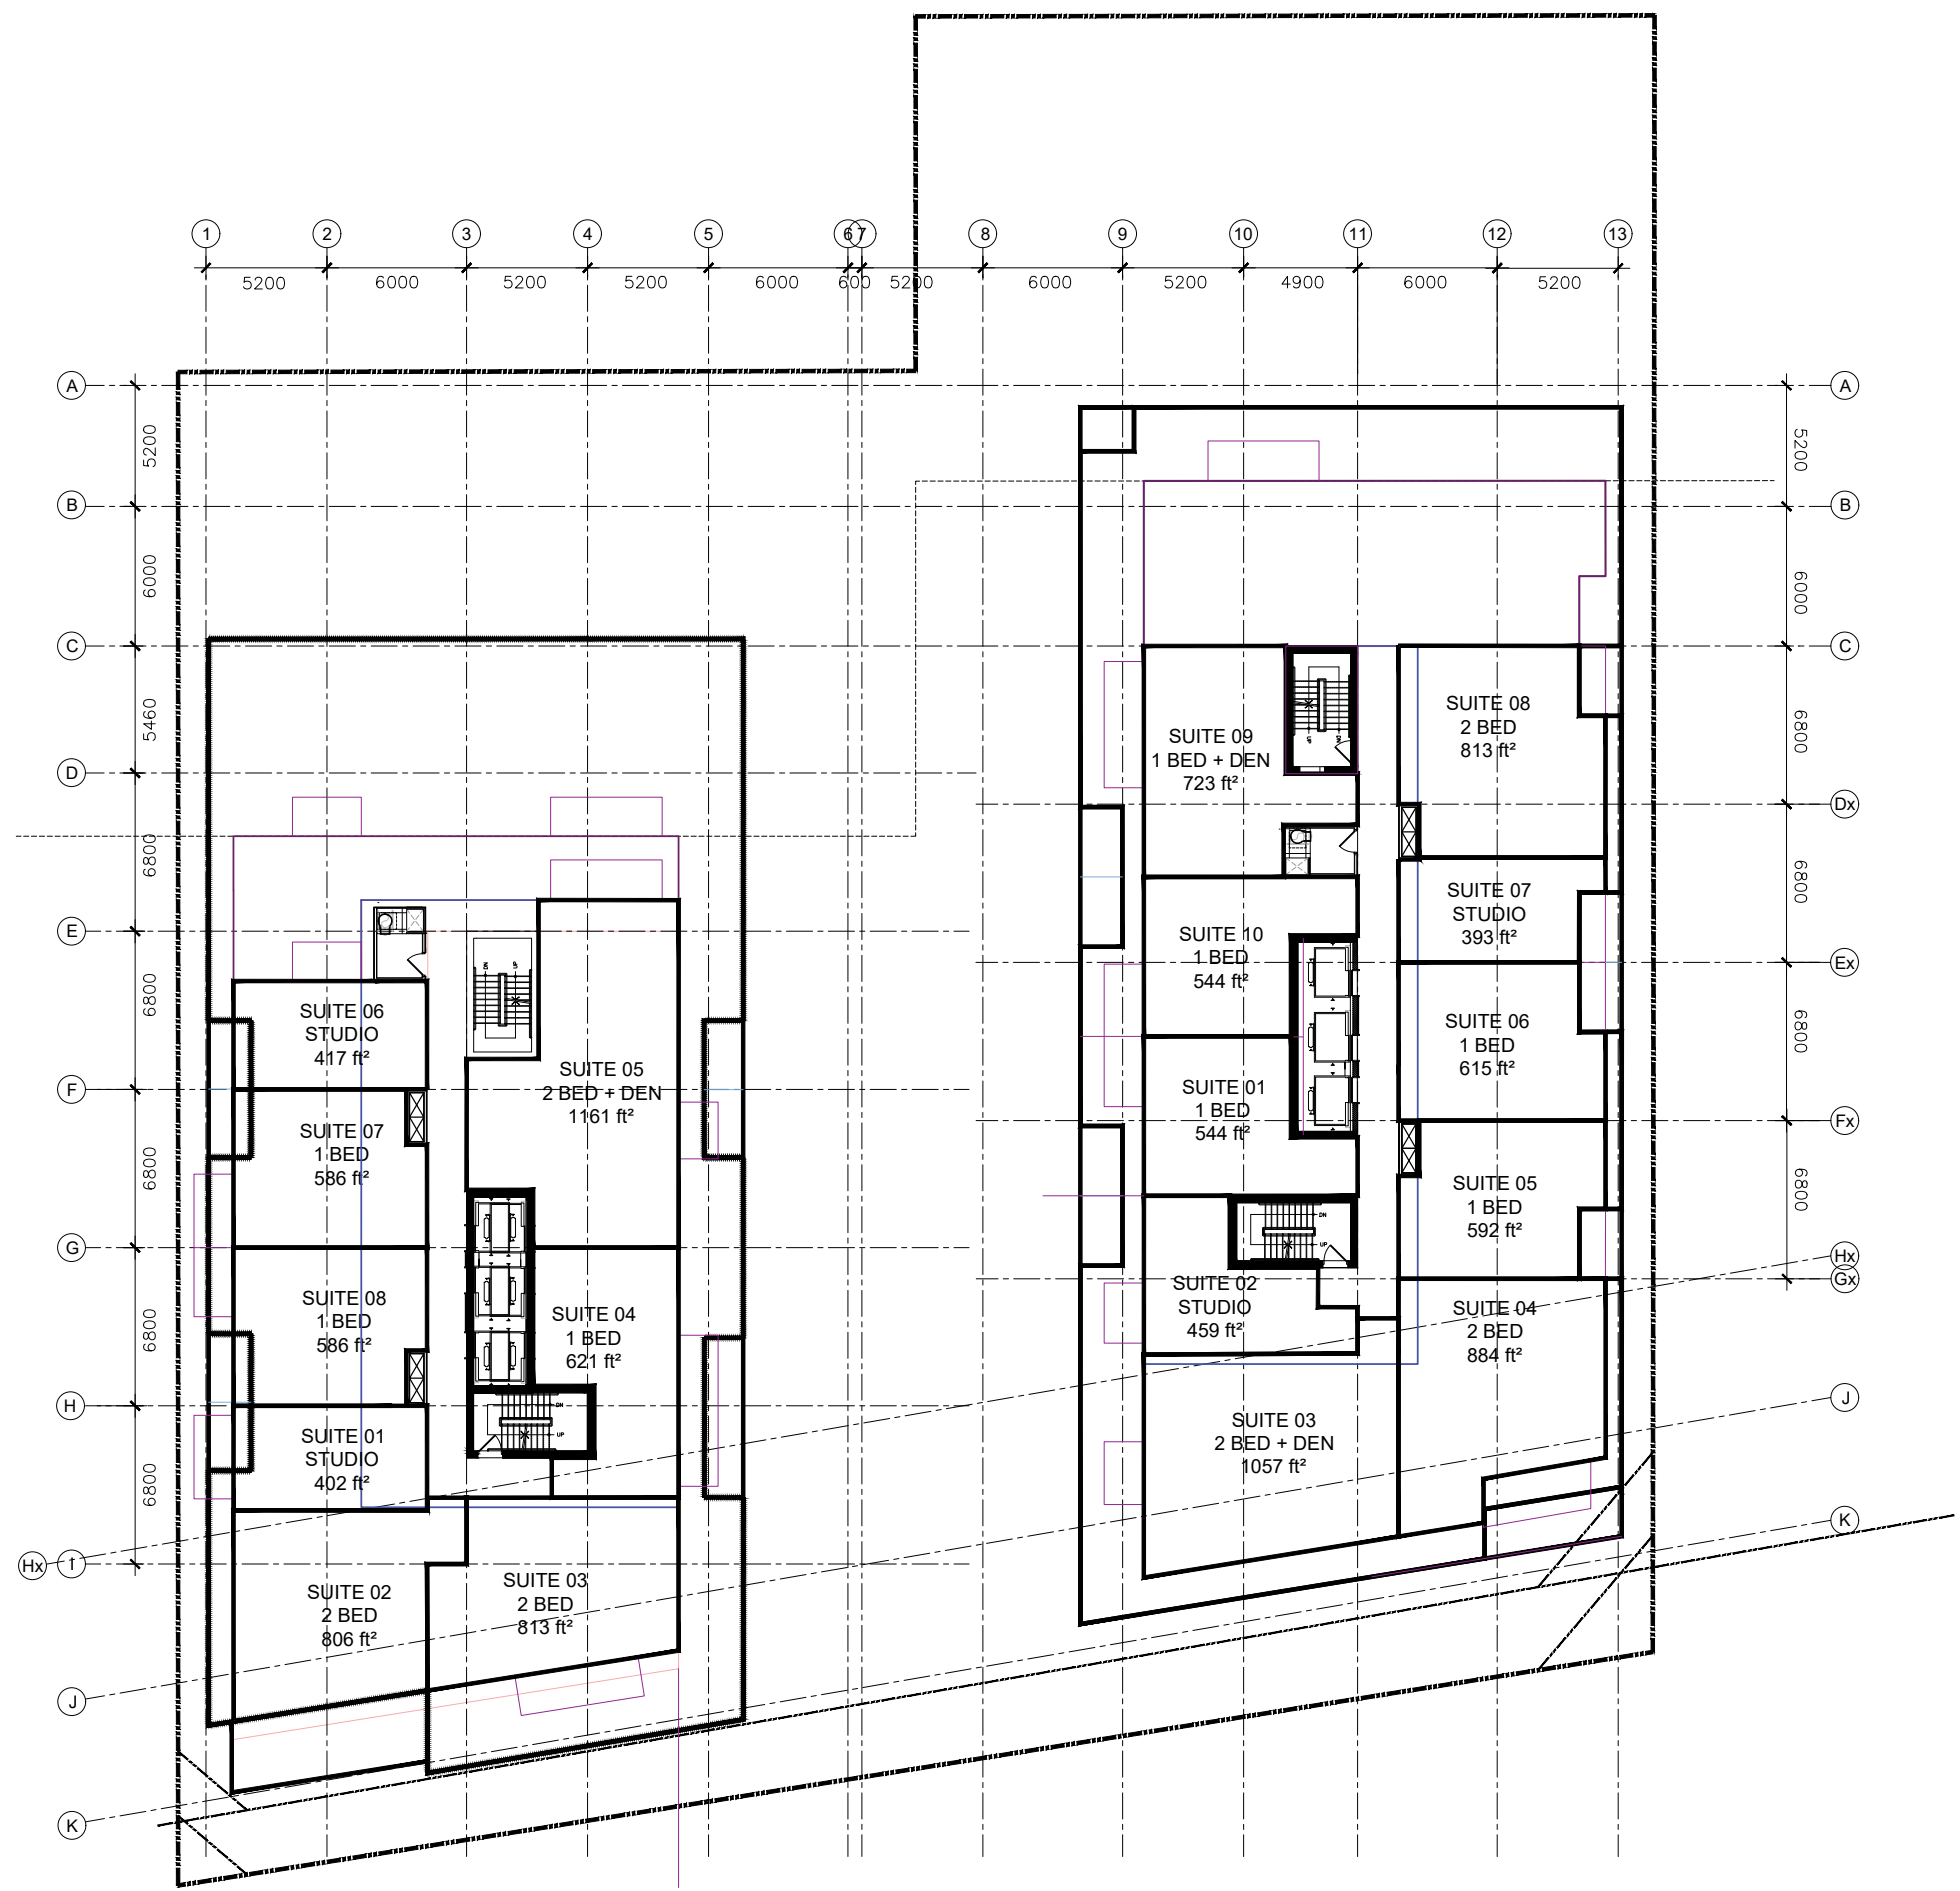 1 2 3 4 5 6 7 8 9 10 11 12 13
5200 6000 5200 5200 6000 600 5200 6000 5200 4900 6000 5200
A
B
C
D
E
F
G
H
Hx I
J
K
5200
6000
5460
6800
6800
6800
6800
6800
A
B
C
Dx
Ex
Fx
Hx
Gx
J
K
5200
6000
6800
6800
6800
6800
SUITE 06
STUDIO
417 ft²
SUITE 07
1 BED
586 ft²
SUITE 08
1 BED
586 ft²
SUITE 01
STUDIO
402 ft²
SUITE 02
2 BED
806 ft²
SUITE 03
2 BED
813 ft²
SUITE 04
1 BED
621 ft²
SUITE 05
2 BED + DEN
1161 ft²
DN UP
DN
UP
SUITE 09
1 BED + DEN
723 ft²
SUITE 10
1 BED
544 ft²
SUITE 01
1 BED
544 ft²
SUITE 02
STUDIO
459 ft²
SUITE 03
2 BED + DEN
1057 ft²
SUITE 04
2 BED
884 ft²
SUITE 05
1 BED
592 ft²
SUITE 06
1 BED
615 ft²
SUITE 07
STUDIO
393 ft²
SUITE 08
2 BED
813 ft²
UP DN
DN
UP